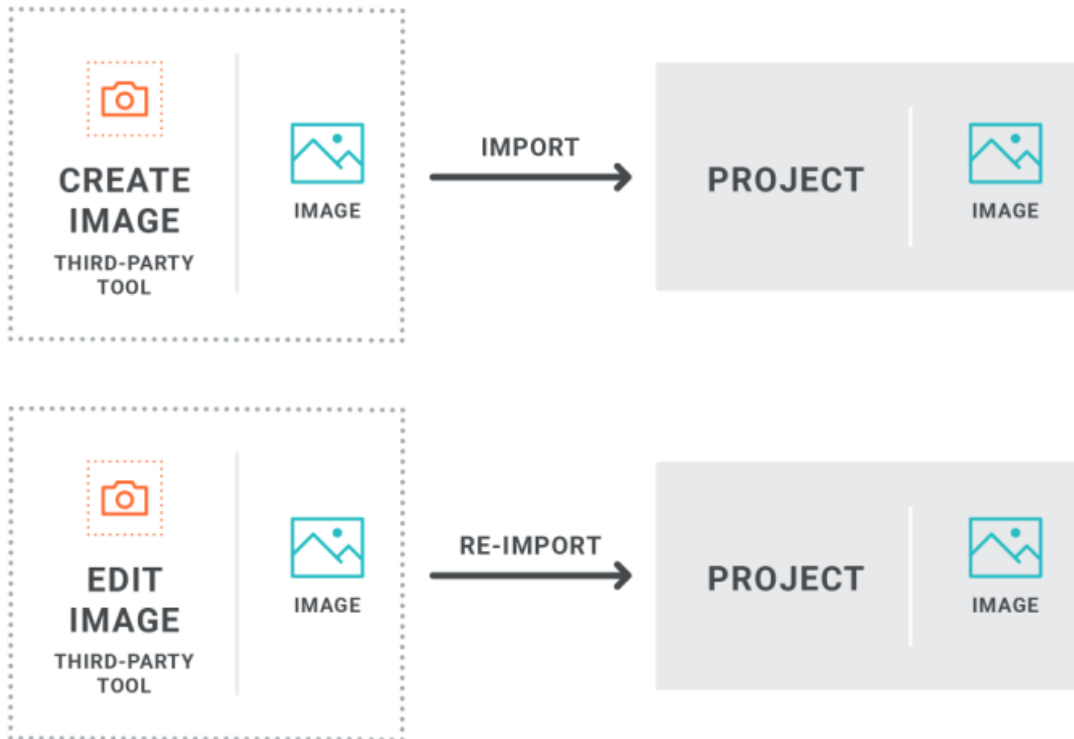 CREATE
IMAGE
THIRD-PARTY
TOOL
IMAGE
IMPORT
PROJECT
IMAGE
EDIT
IMAGE
THIRD-PARTY
TOOL
IMAGE
RE-IMPORT
PROJECT
IMAGE